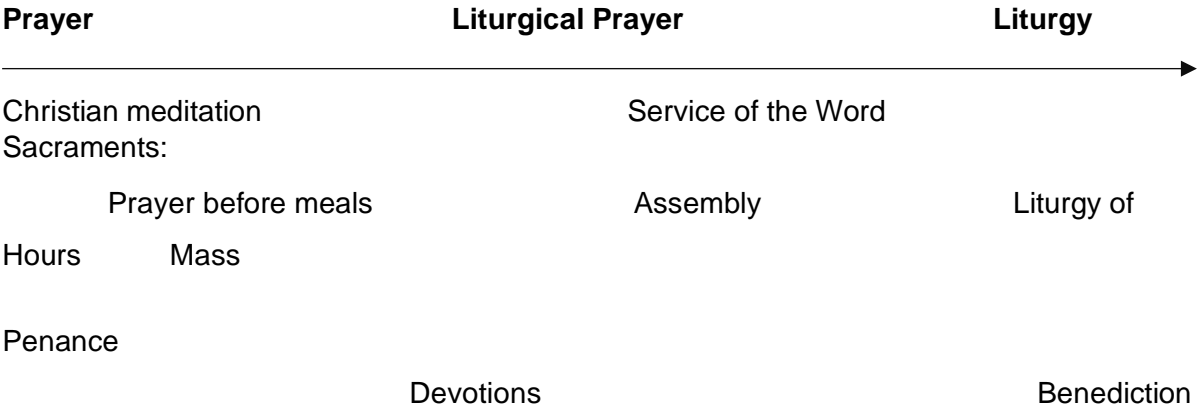 Prayer Liturgical Prayer Liturgy
Christian meditation Service of the Word
Sacraments:
Prayer before meals Assembly Liturgy of
Hours Mass
Penance
Devotions Benediction